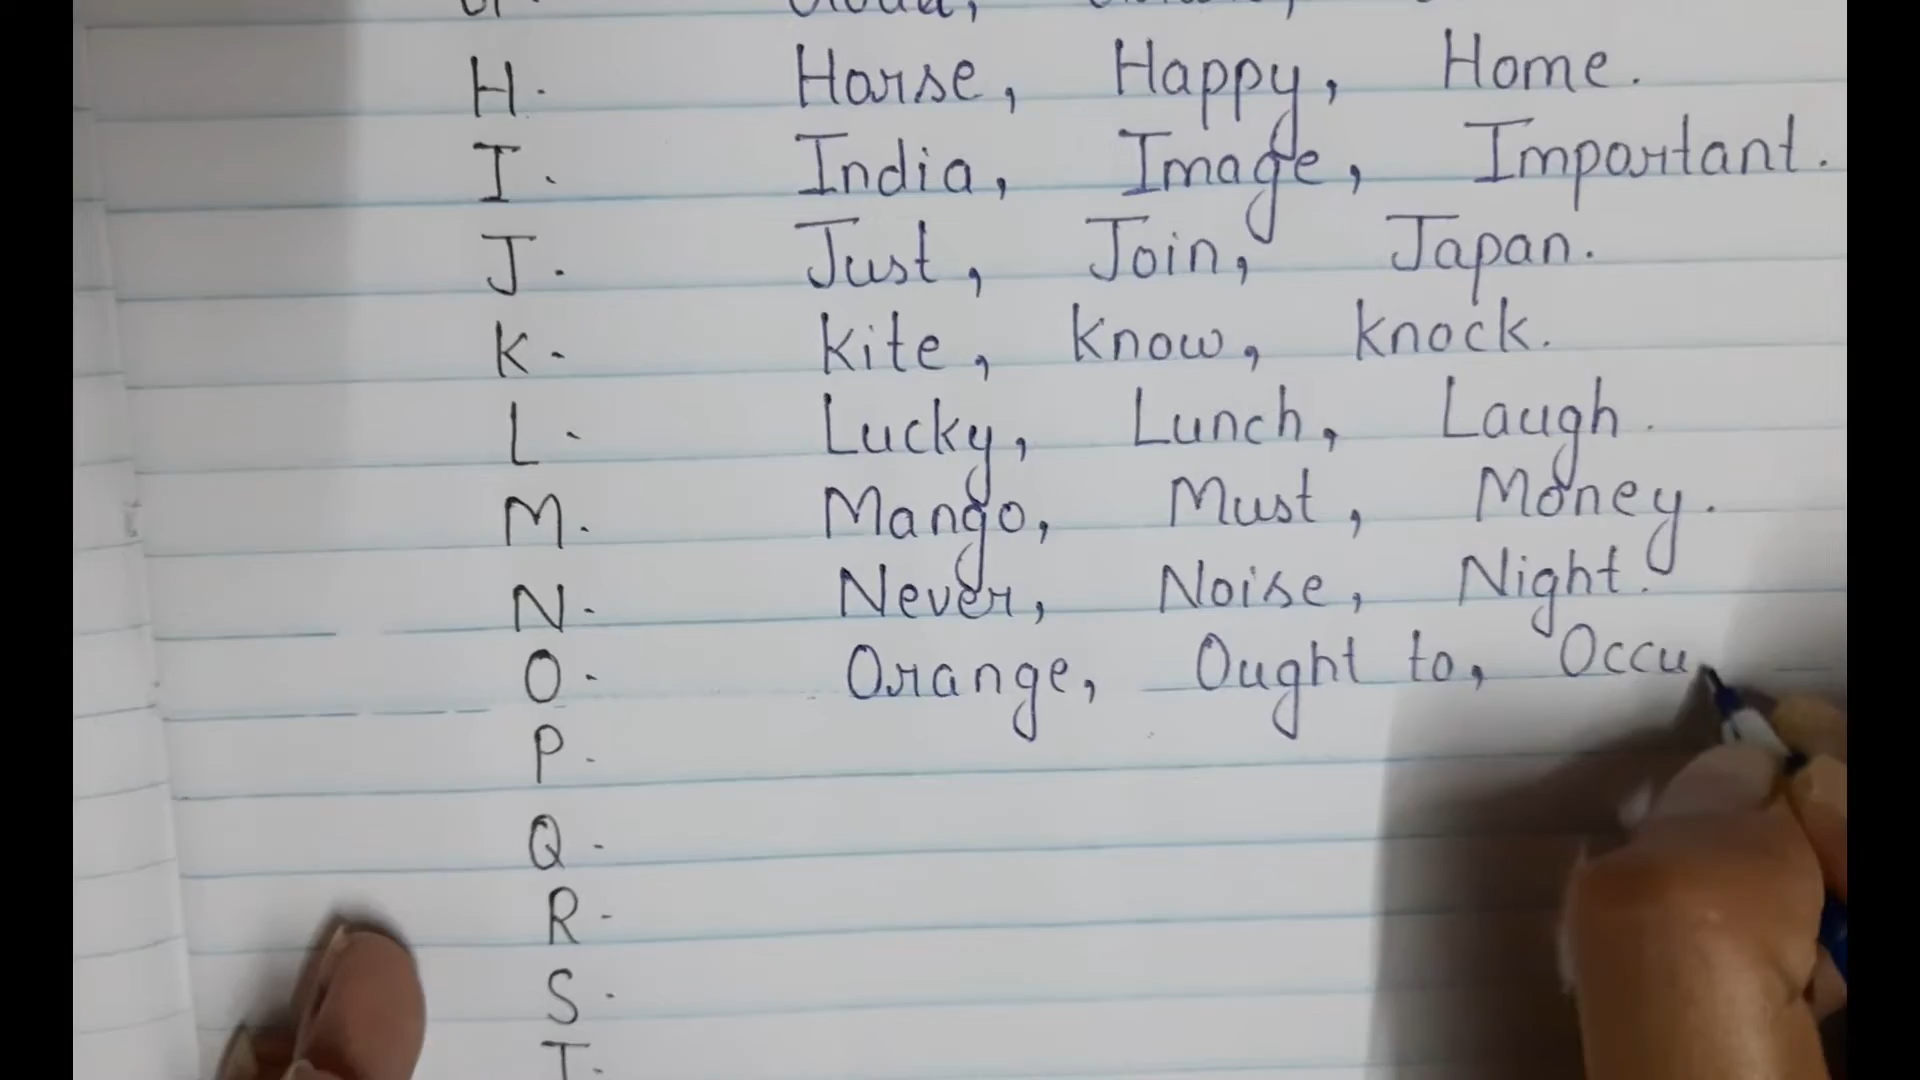 H. Horse, Happy, Home.
I. India, Image, Important.
J. Just, Join, Japan.
K. Kite, Know, Knock.
L. Lucky, Lunch, Laugh.
M. Mango, Must, Money.
N. Never, Noise, Night.
O. Orange, Ought to, Occu
P.
Q.
R.
S.
T.